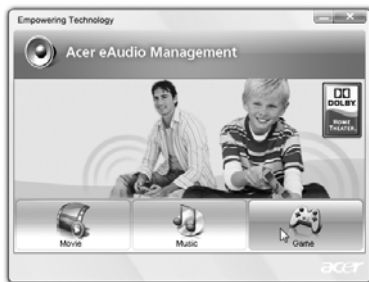 Empowering Technology
Acer eAudio Management
DOLBY
HOME
THEATER
Movie
Music
Game
acer